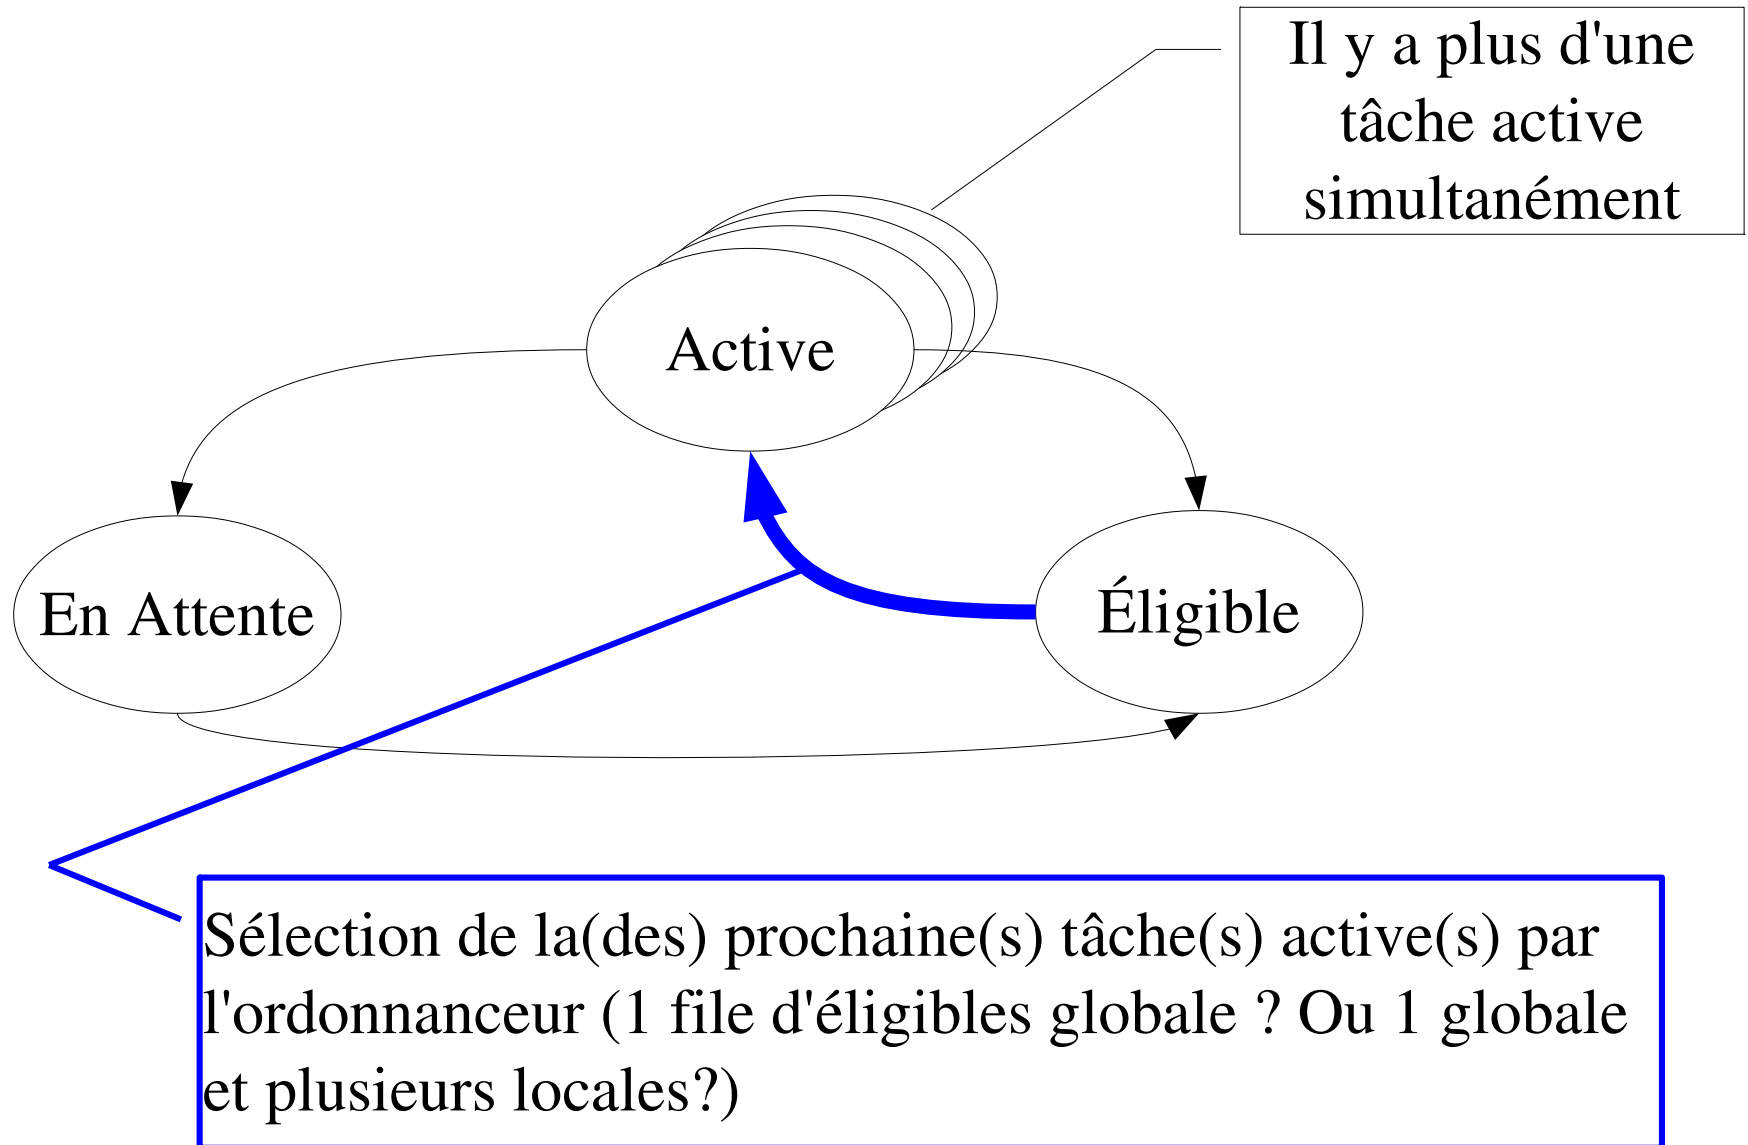 Il y a plus d'une
tâche active
simultanément
Active
En Attente
Éligible
Sélection de la(des) prochaine(s) tâche(s) active(s) par
l'ordonnanceur (1 file d'éligibles globale ? Ou 1 globale
et plusieurs locales?)